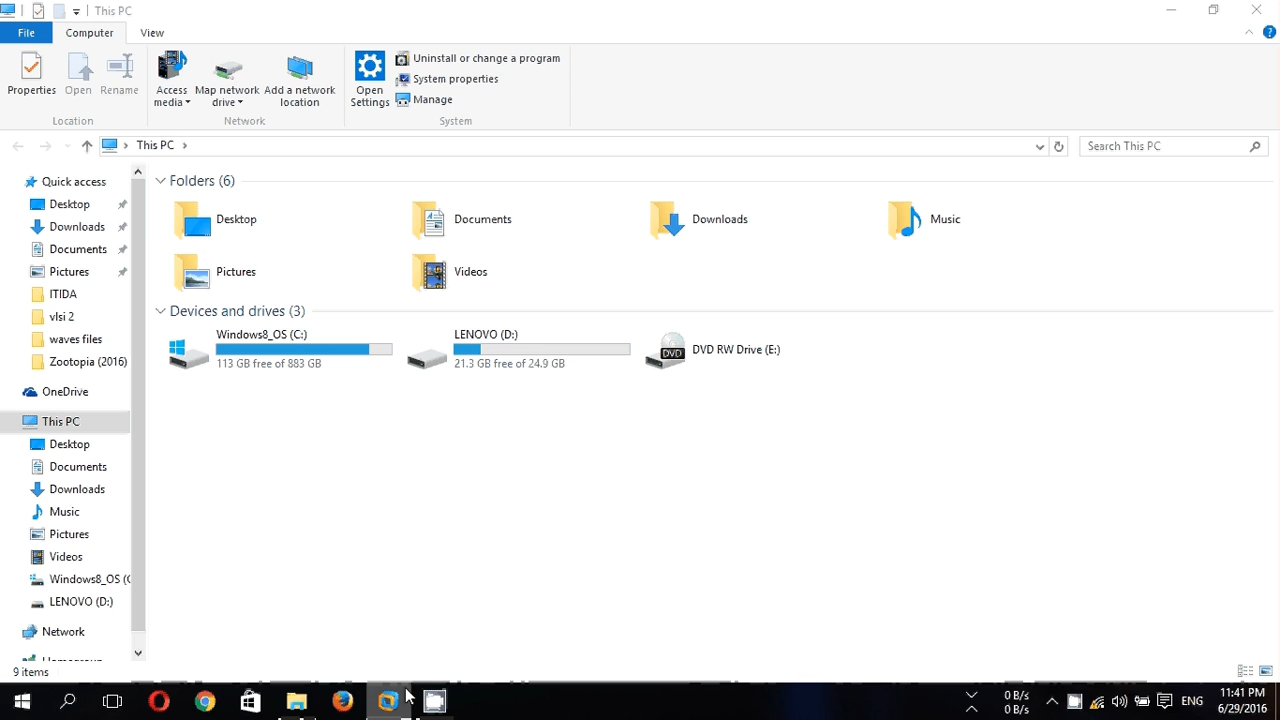 This PC
File
Computer
View
Properties
Open
Rename
Access media
Map network drive
Add a network location
Open Settings
Uninstall or change a program
System properties
Manage
Location
Network
System
This PC
Search This PC
Quick access
Desktop
Downloads
Documents
Pictures
ITIDA
vlsi 2
waves files
Zootopia (2016)
OneDrive
This PC
Desktop
Documents
Downloads
Music
Pictures
Videos
Windows8_OS (C
LENOVO (D:)
Network
Folders (6)
Desktop
Documents
Downloads
Music
Pictures
Videos
Devices and drives (3)
Windows8_OS (C:)
113 GB free of 883 GB
LENOVO (D:)
21.3 GB free of 24.9 GB
DVD
DVD RW Drive (E:)
9 items
0 B/s
0 B/s
ENG
11:41 PM
6/29/2016